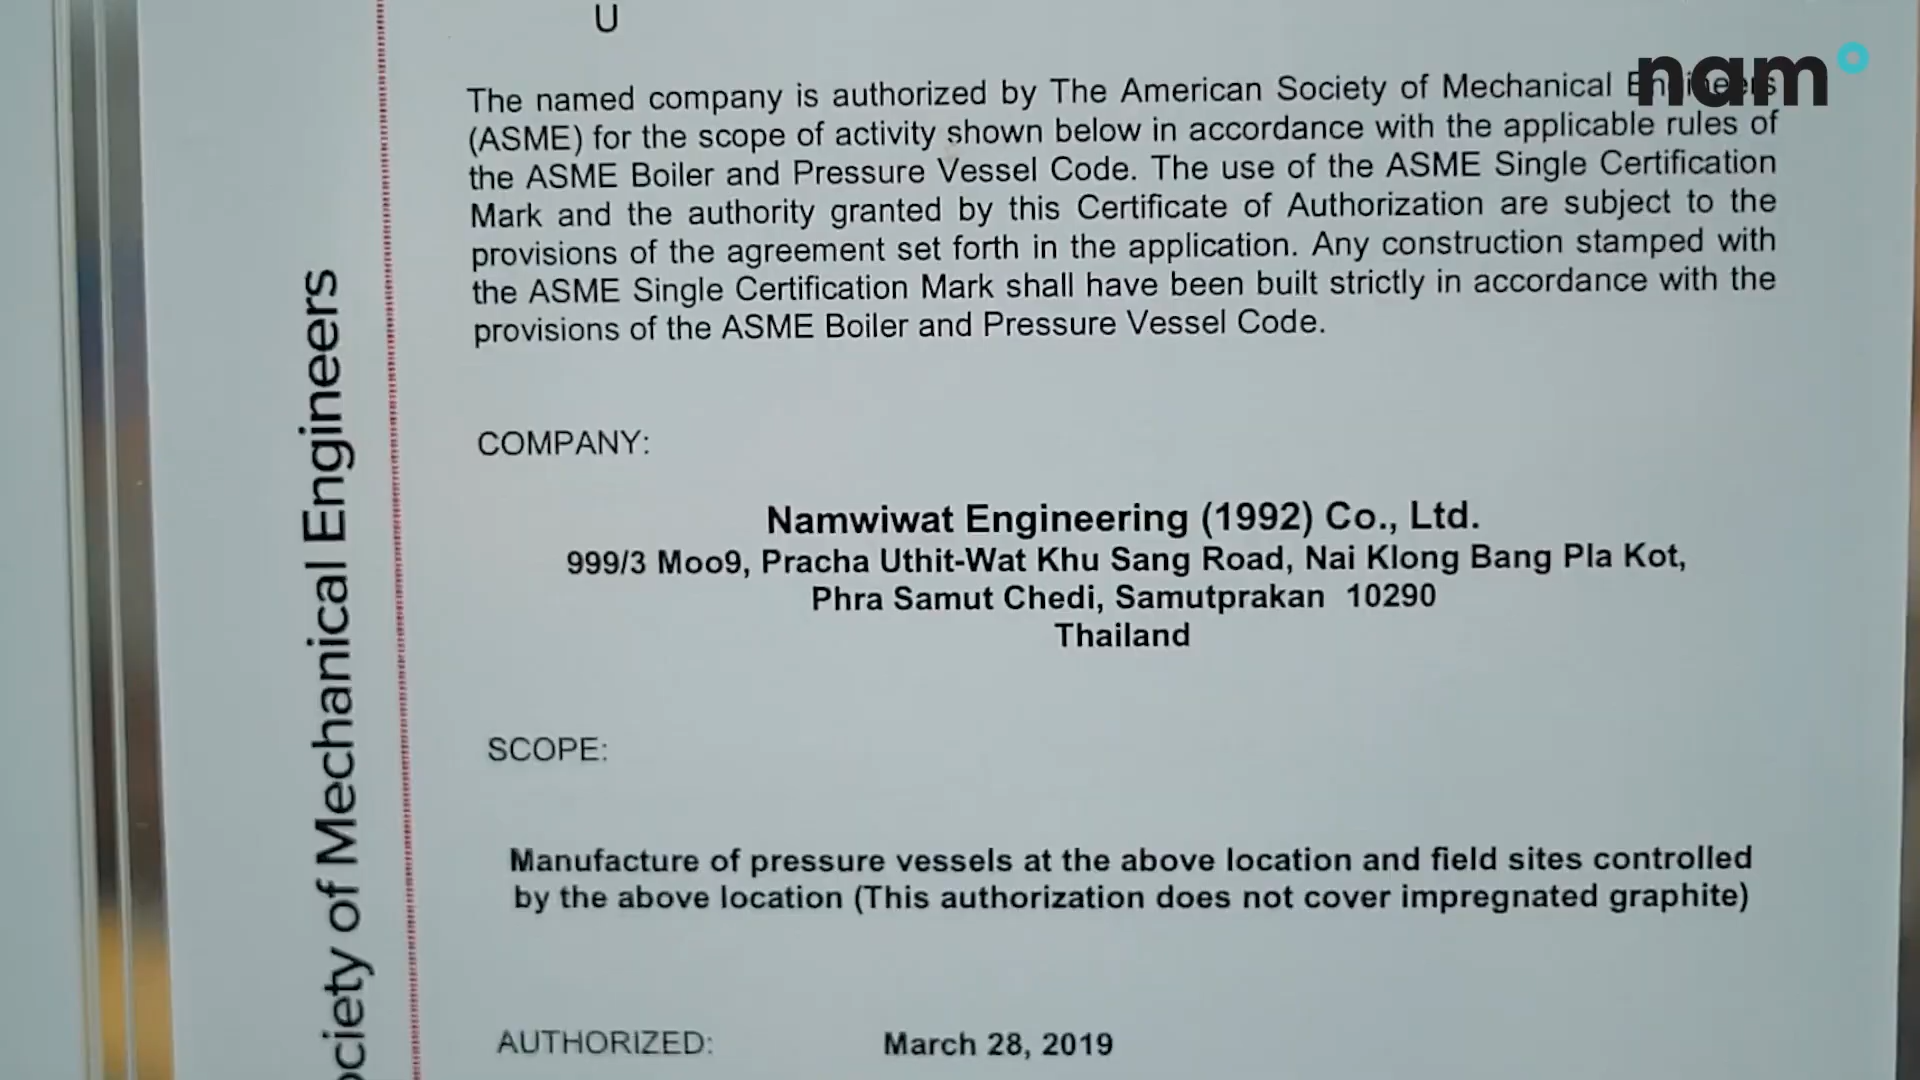 U
nam
The named company is authorized by The American Society of Mechanical Engineers
(ASME) for the scope of activity shown below in accordance with the applicable rules of
the ASME Boiler and Pressure Vessel Code. The use of the ASME Single Certification
Mark and the authority granted by this Certificate of Authorization are subject to the
provisions of the agreement set forth in the application. Any construction stamped with
the ASME Single Certification Mark shall have been built strictly in accordance with the
provisions of the ASME Boiler and Pressure Vessel Code.
COMPANY:
Namwiwat Engineering (1992) Co., Ltd.
999/3 Moo9, Pracha Uthit-Wat Khu Sang Road, Nai Klong Bang Pla Kot,
Phra Samut Chedi, Samutprakan 10290
Thailand
SCOPE:
Manufacture of pressure vessels at the above location and field sites controlled
by the above location (This authorization does not cover impregnated graphite)
AUTHORIZED: March 28, 2019
ociety of Mechanical Engineers